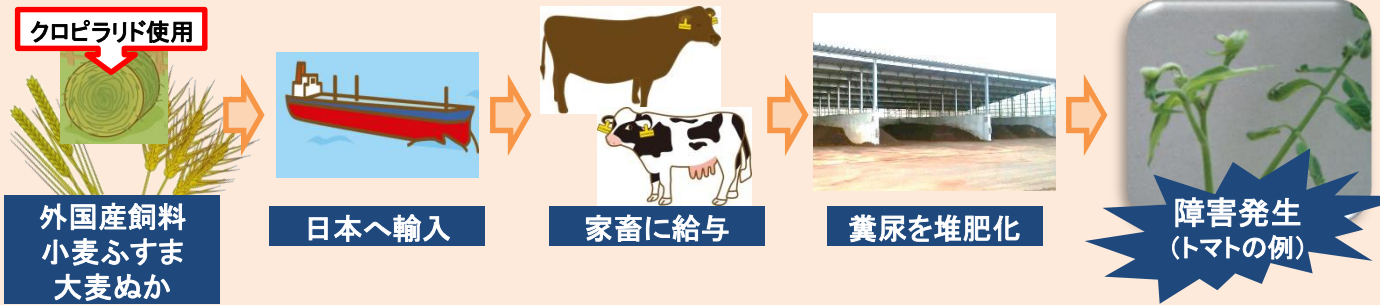 クロピラリド使用
外国産飼料
小麦ふすま
大麦ぬか
日本へ輸入
家畜に給与
糞尿を堆肥化
障害発生
（トマトの例）